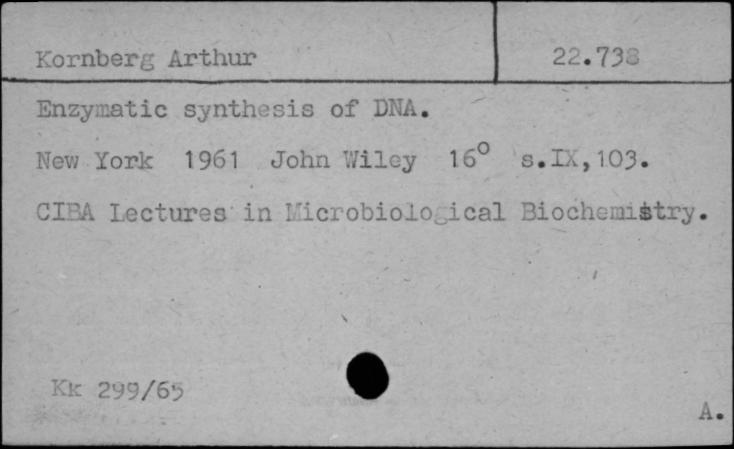 Kornberg Arthur 22.738
Enzymatic synthesis of DNA.
New York 1961 John Wiley 16° s.IX,103.
CIBA Lectures in Microbiological Biochemistry.
Kk 299/65
A.